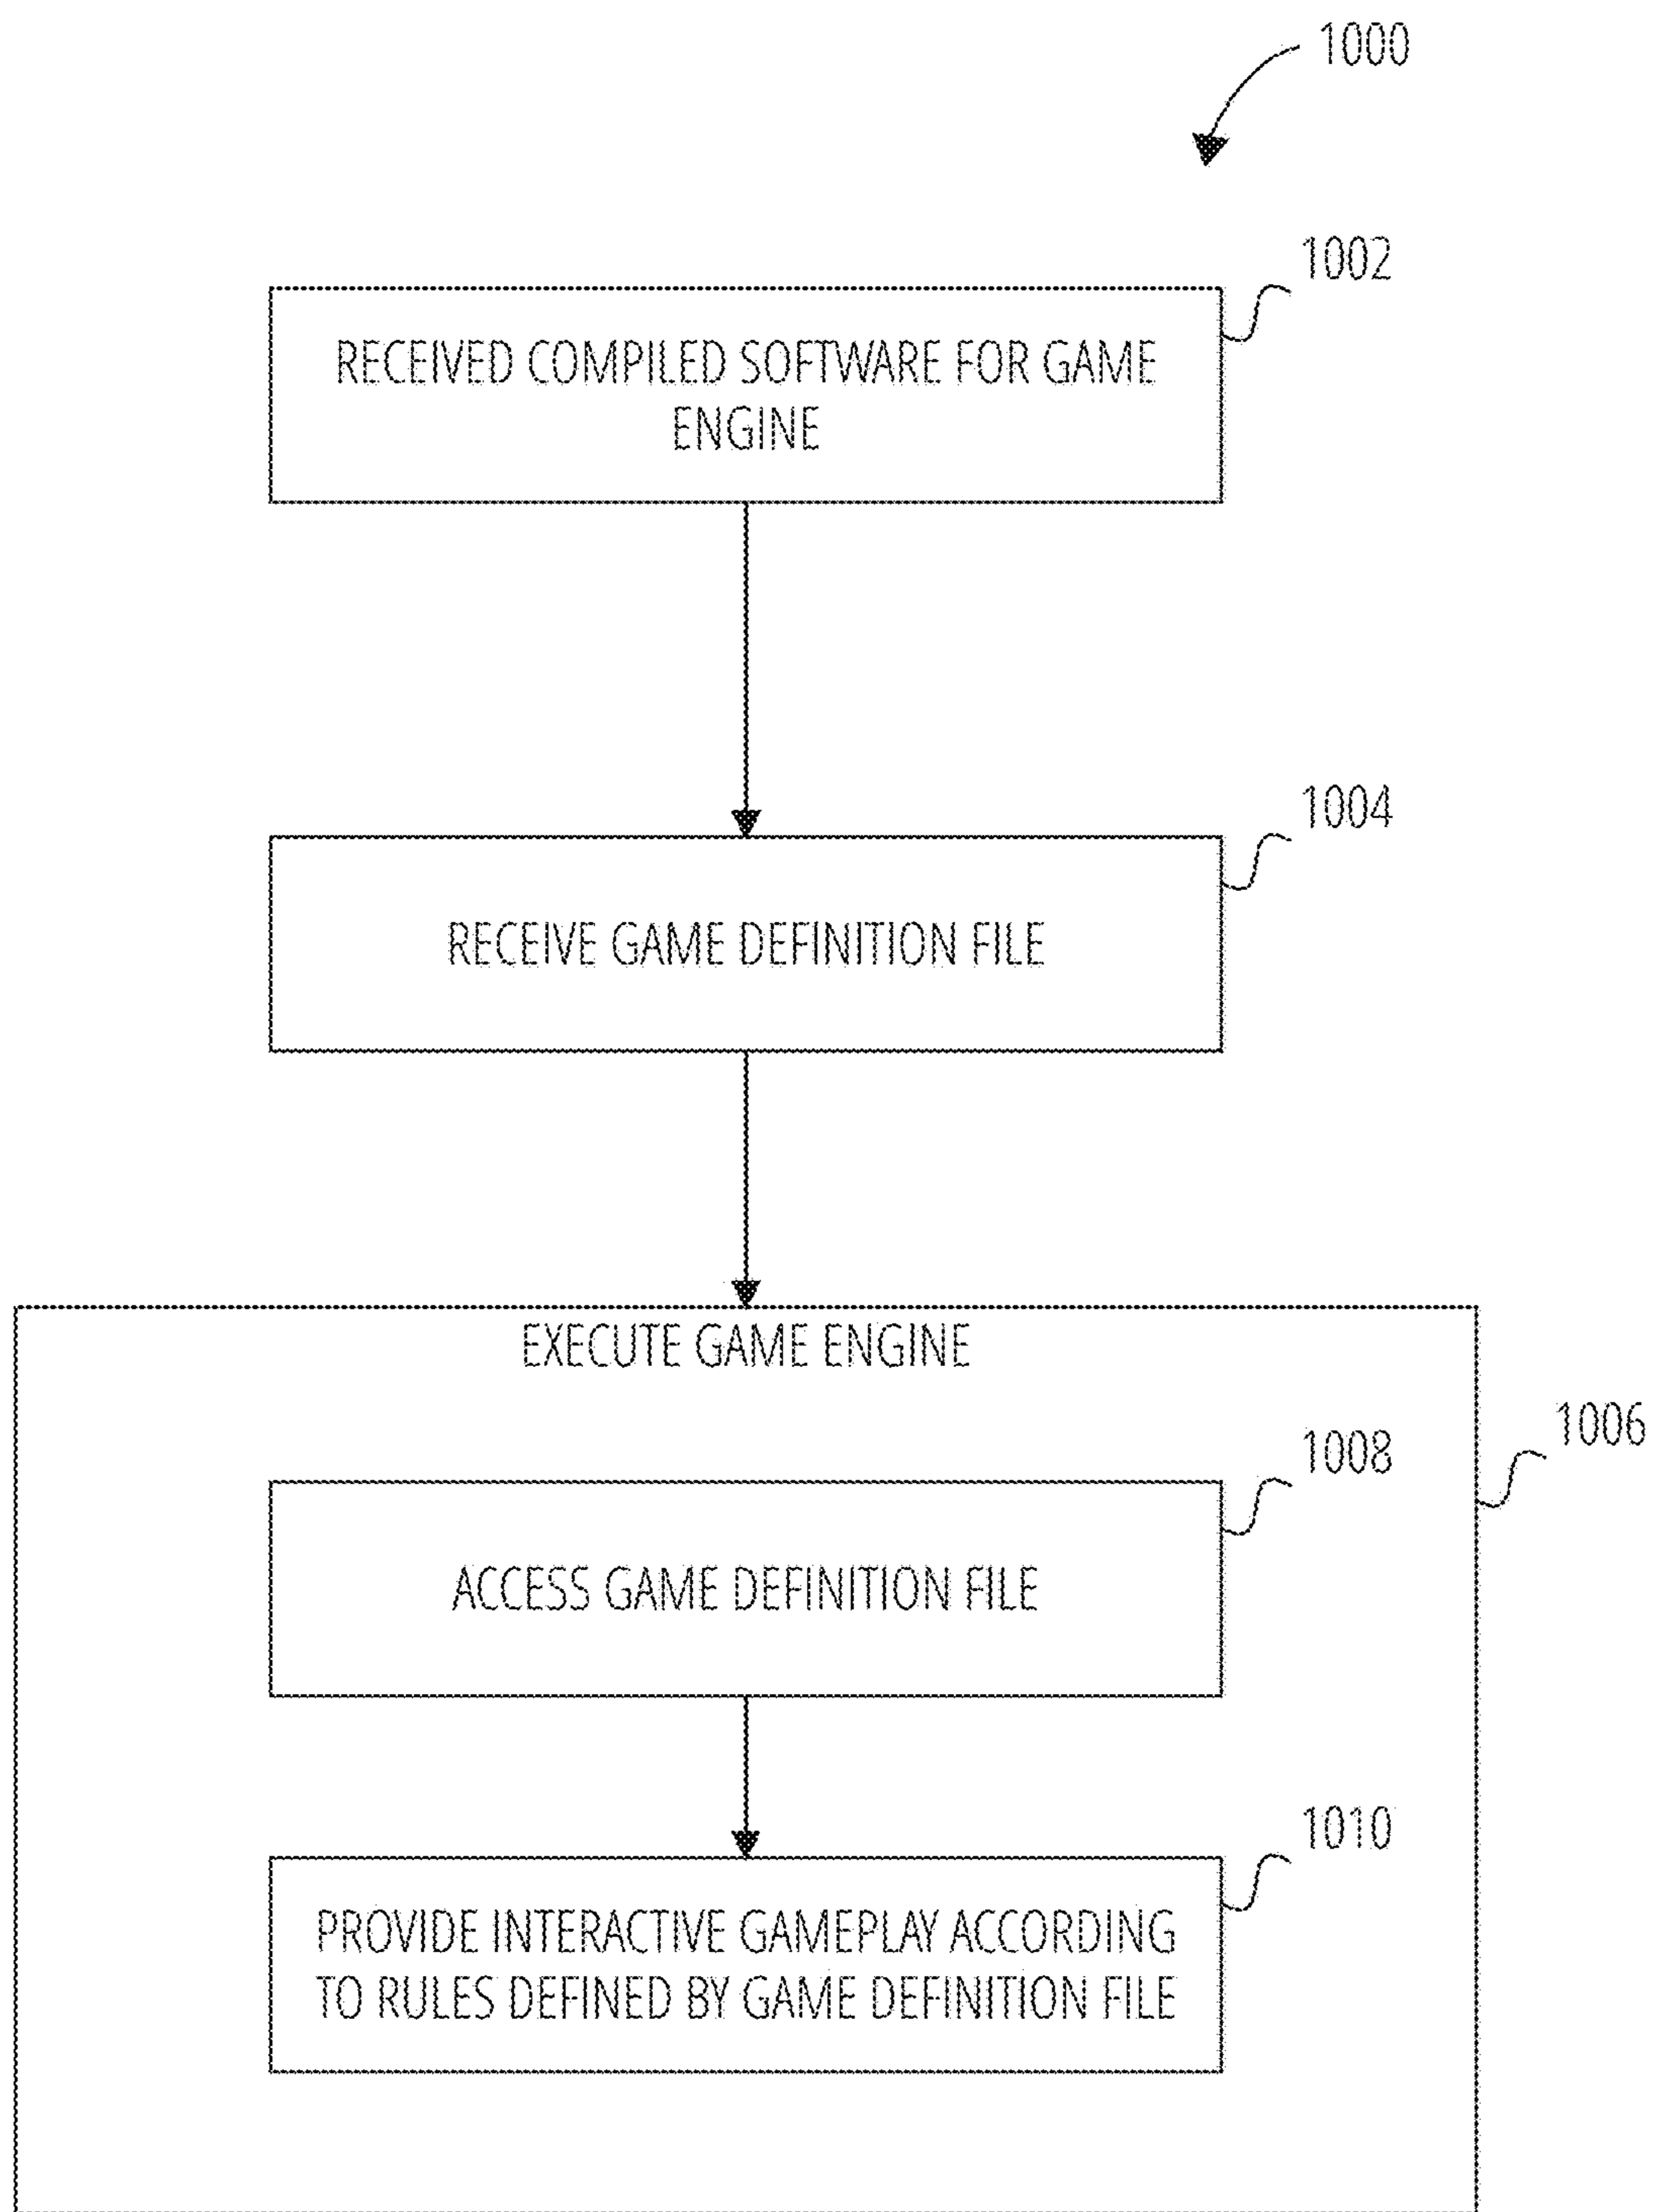 1000
1002
RECEIVED COMPILED SOFTWARE FOR GAME
ENGINE
1004
RECEIVE GAME DEFINITION FILE
EXECUTE GAME ENGINE
1006
1008
ACCESS GAME DEFINITION FILE
1010
PROVIDE INTERACTIVE GAMEPLAY ACCORDING
TO RULES DEFINED BY GAME DEFINITION FILE